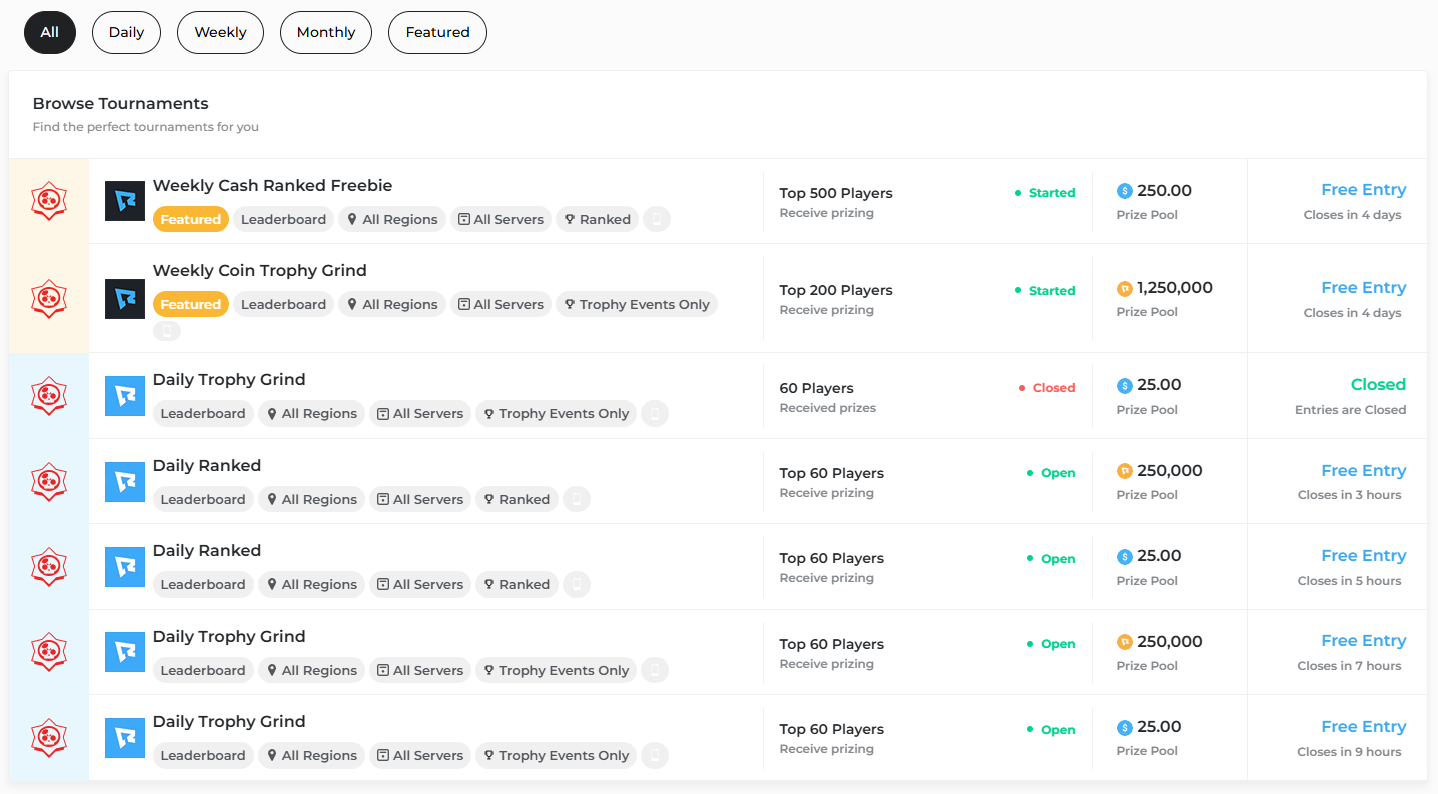 All Daily Weekly Monthly Featured
Browse Tournaments
Find the perfect tournaments for you
Weekly Cash Ranked Freebie
Featured Leaderboard All Regions All Servers Ranked
Top 500 Players
Receive prizing
Started
250.00
Prize Pool
Free Entry
Closes in 4 days
Weekly Coin Trophy Grind
Featured Leaderboard All Regions All Servers Trophy Events Only
Top 200 Players
Receive prizing
Started
1,250,000
Prize Pool
Free Entry
Closes in 4 days
Daily Trophy Grind
Leaderboard All Regions All Servers Trophy Events Only
60 Players
Received prizes
Closed
$ 25.00
Prize Pool
Closed
Entries are Closed
Daily Ranked
Leaderboard All Regions All Servers Ranked
Top 60 Players
Receive prizing
Open
250,000
Prize Pool
Free Entry
Closes in 3 hours
Daily Ranked
Leaderboard All Regions All Servers Ranked
Top 60 Players
Receive prizing
Open
$ 25.00
Prize Pool
Free Entry
Closes in 5 hours
Daily Trophy Grind
Leaderboard All Regions All Servers Trophy Events Only
Top 60 Players
Receive prizing
Open
250,000
Prize Pool
Free Entry
Closes in 7 hours
Daily Trophy Grind
Leaderboard All Regions All Servers Trophy Events Only
Top 60 Players
Receive prizing
Open
$ 25.00
Prize Pool
Free Entry
Closes in 9 hours